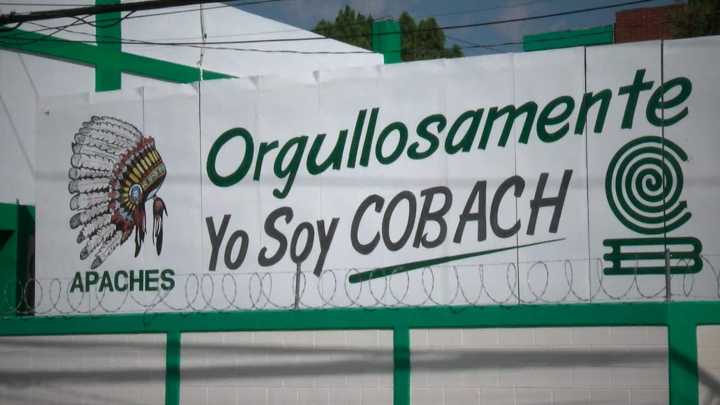 Orgullosamente
Yo Soy COBACH
APACHES